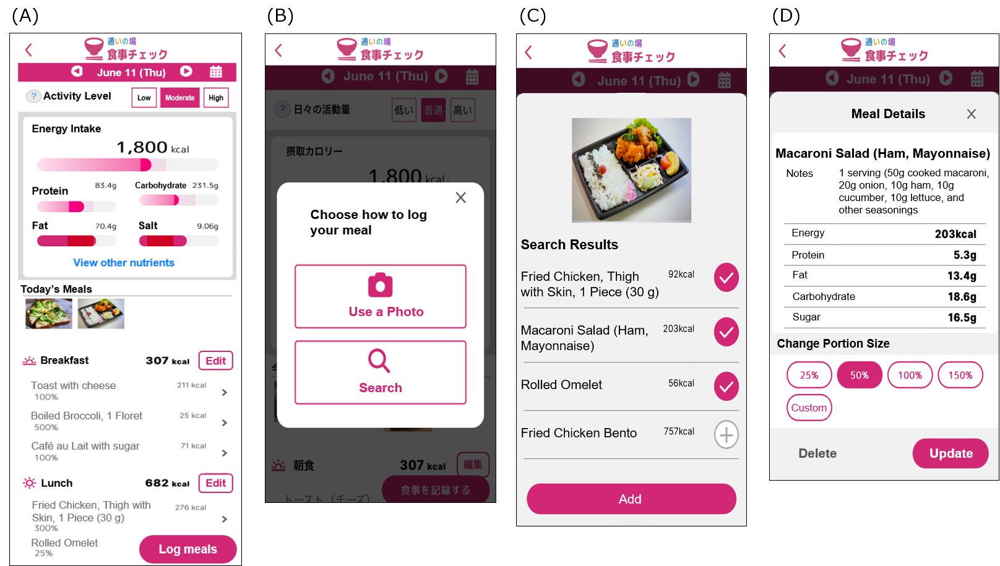 (A)
通いの場
食事チェック
June 11 (Thu)
? Activity Level Low Moderate High
Energy Intake
1,800 kcal
Protein 83.4g Carbohydrate 231.5g
Fat 70.4g Salt 9.06g
View other nutrients
Today's Meals
Breakfast 307 kcal Edit
Toast with cheese 211 kcal
100%
Boiled Broccoli, 1 Floret 25 kcal
500%
Café au Lait with sugar 71 kcal
100%
Lunch 682 kcal Edit
Fried Chicken, Thigh with 276 kcal
Skin, 1 Piece (30 g)
300%
Rolled Omelet
25%
Log meals
(B)
通いの場
食事チェック
June 11 (Thu)
? 日々の活動量 低い 普通 高い
摂取カロリー
1,800 kcal
Choose how to log
your meal
Use a Photo
Search
朝食 307 kcal 編集
トースト（チーズ）
食事を記録する
(C)
通いの場
食事チェック
June 11 (Thu)
Search Results
Fried Chicken, Thigh 92kcal
with Skin, 1 Piece (30 g)
Macaroni Salad (Ham, 203kcal
Mayonnaise)
Rolled Omelet 56kcal
Fried Chicken Bento 757kcal
Add
(D)
通いの場
食事チェック
June 11 (Thu)
Meal Details
Macaroni Salad (Ham, Mayonnaise)
Notes 1 serving (50g cooked macaroni,
20g onion, 10g ham, 10g
cucumber, 10g lettuce, and
other seasonings
Energy 203kcal
Protein 5.3g
Fat 13.4g
Carbohydrate 18.6g
Sugar 16.5g
Change Portion Size
25% 50% 100% 150%
Custom
Delete Update